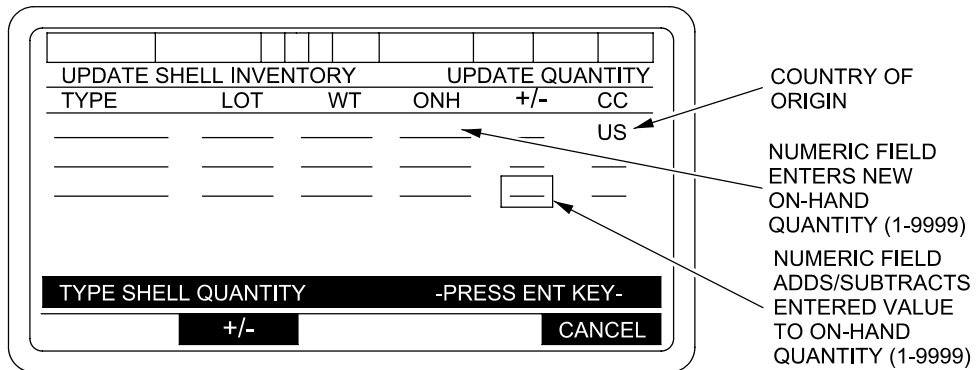 UPDATE SHELL INVENTORY UPDATE QUANTITY
TYPE LOT WT ONH +/- CC
US
TYPE SHELL QUANTITY -PRESS ENT KEY-
+/- CANCEL
COUNTRY OF
ORIGIN
NUMERIC FIELD
ENTERS NEW
ON-HAND
QUANTITY (1-9999)
NUMERIC FIELD
ADDS/SUBTRACTS
ENTERED VALUE
TO ON-HAND
QUANTITY (1-9999)